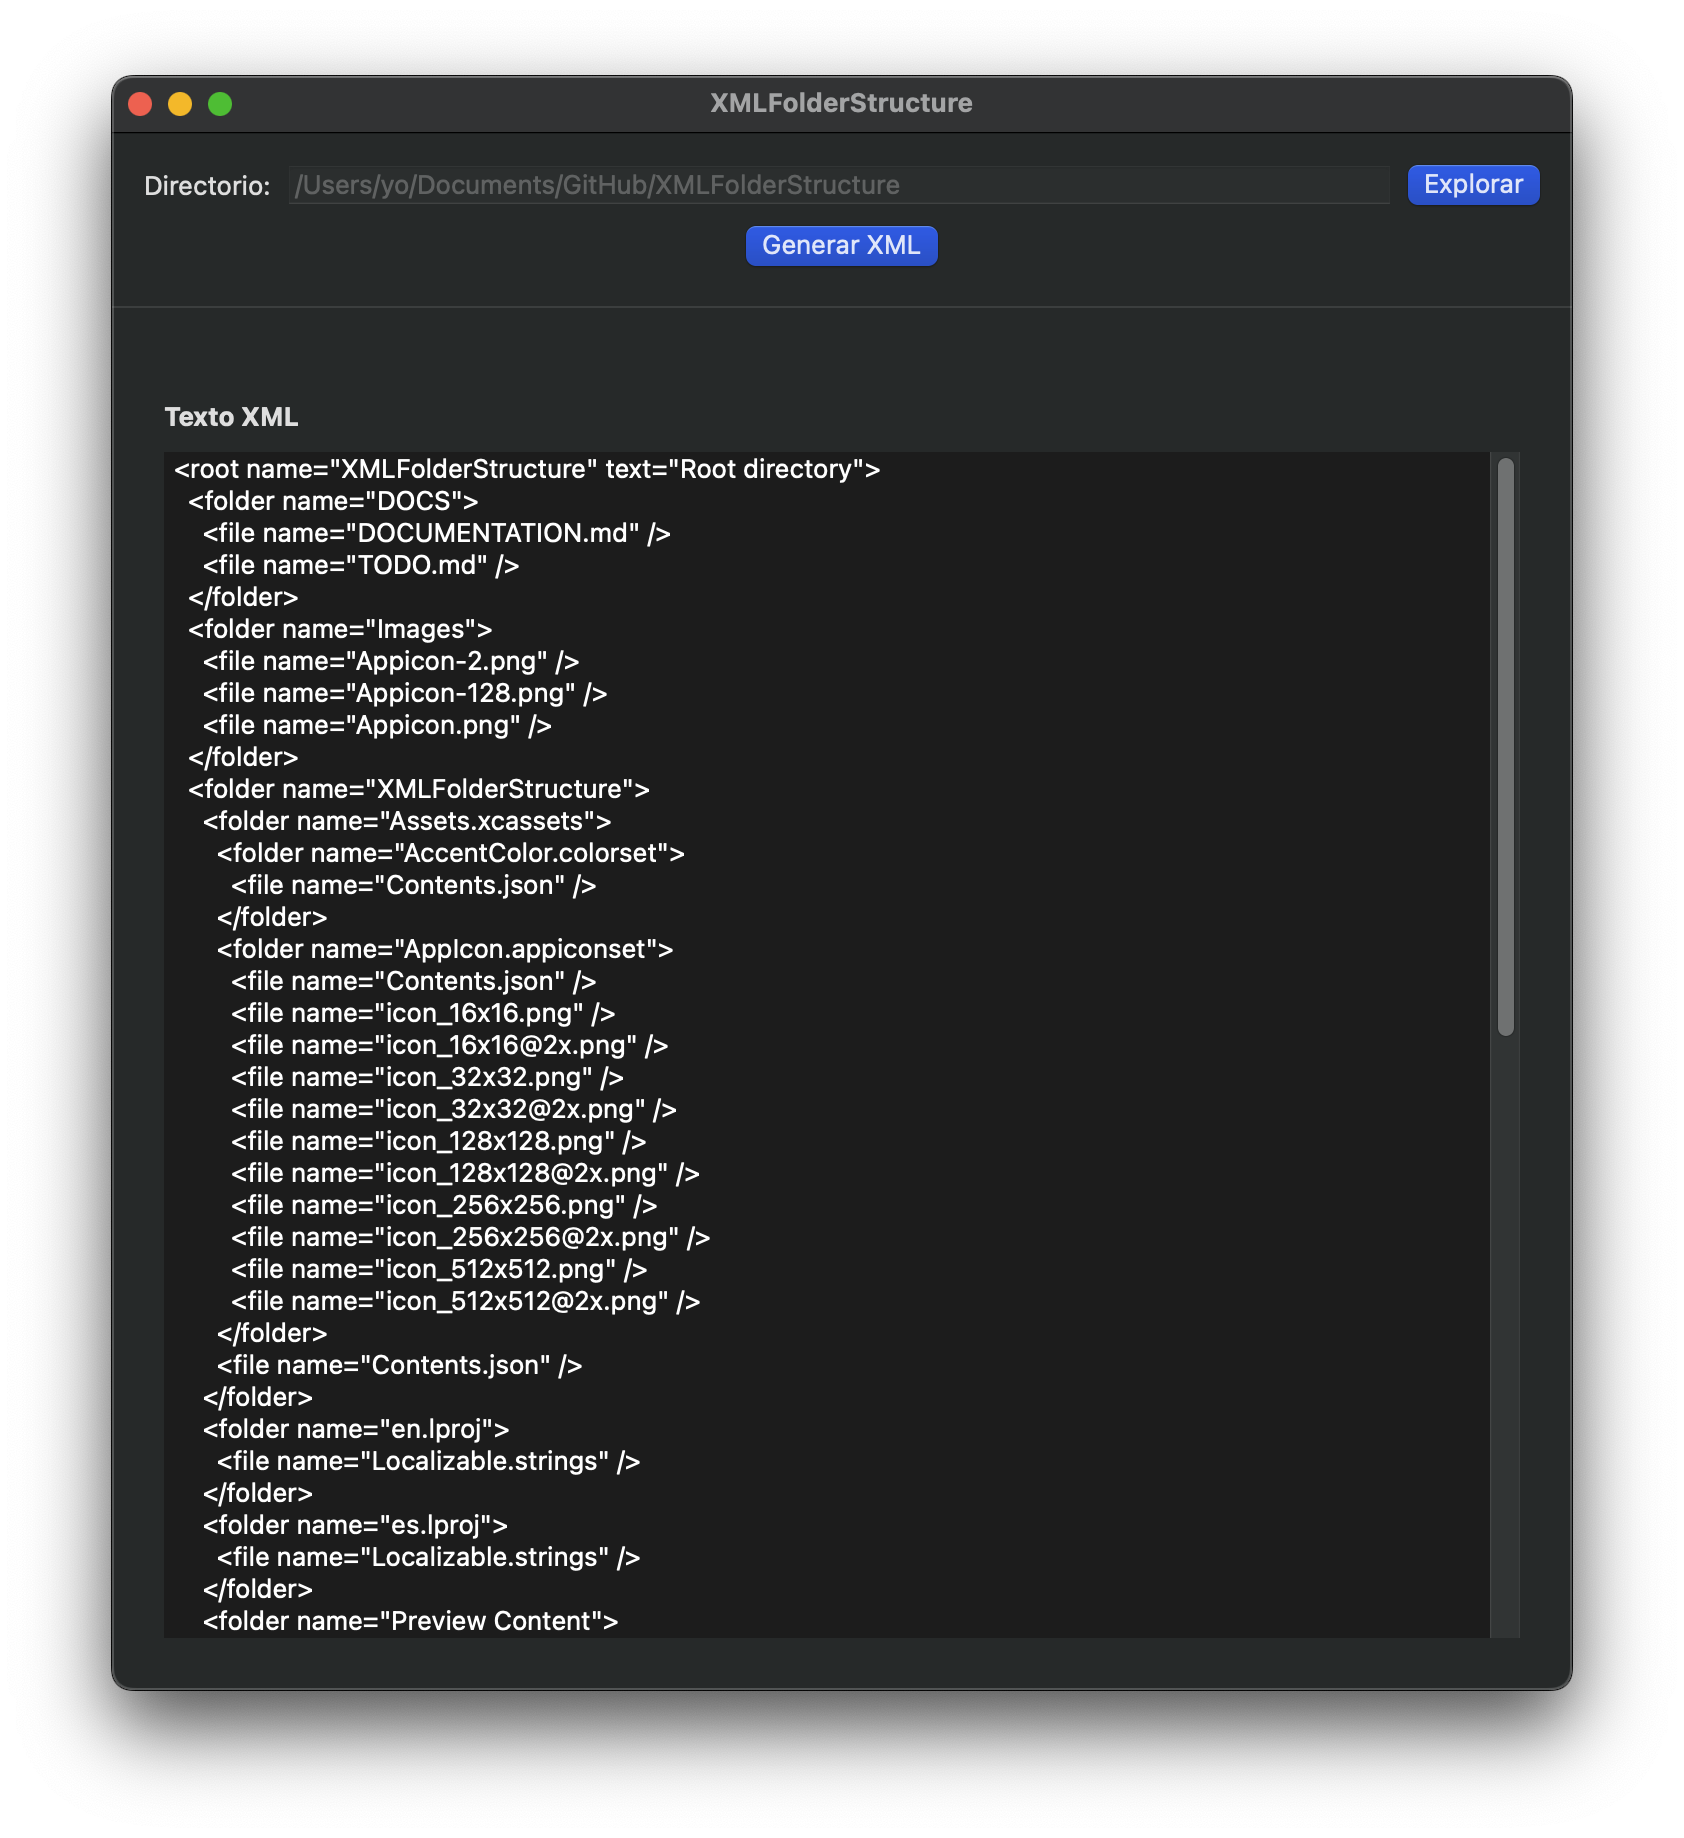 XMLFolderStructure
Directorio: /Users/yo/Documents/GitHub/XMLFolderStructure Explorar
Generar XML
Texto XML
<root name="XMLFolderStructure" text="Root directory">
  <folder name="DOCS">
    <file name="DOCUMENTATION.md" />
    <file name="TODO.md" />
  </folder>
  <folder name="Images">
    <file name="Appicon-2.png" />
    <file name="Appicon-128.png" />
    <file name="Appicon.png" />
  </folder>
  <folder name="XMLFolderStructure">
    <folder name="Assets.xcassets">
      <folder name="AccentColor.colorset">
        <file name="Contents.json" />
      </folder>
      <folder name="AppIcon.appiconset">
        <file name="Contents.json" />
        <file name="icon_16x16.png" />
        <file name="icon_16x16@2x.png" />
        <file name="icon_32x32.png" />
        <file name="icon_32x32@2x.png" />
        <file name="icon_128x128.png" />
        <file name="icon_128x128@2x.png" />
        <file name="icon_256x256.png" />
        <file name="icon_256x256@2x.png" />
        <file name="icon_512x512.png" />
        <file name="icon_512x512@2x.png" />
      </folder>
      <file name="Contents.json" />
    </folder>
    <folder name="en.lproj">
      <file name="Localizable.strings" />
    </folder>
    <folder name="es.lproj">
      <file name="Localizable.strings" />
    </folder>
    <folder name="Preview Content">